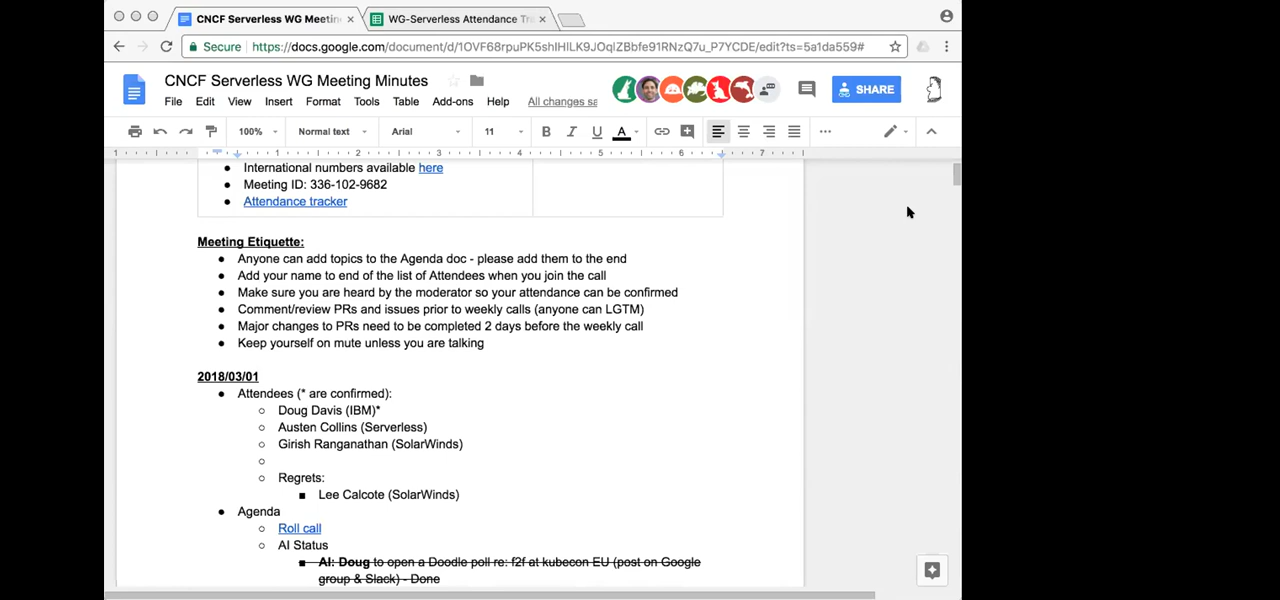 CNCF Serverless WG Meetin
WG-Serverless Attendance Tr
Secure https://docs.google.com/document/d/1OVF68rpuPK5shIHlLK9JOqlZBbfe91RNzQ7u_P7YCDE/edit?ts=5a1da559#
CNCF Serverless WG Meeting Minutes
SHARE
File Edit View Insert Format Tools Table Add-ons Help All changes sa
100% Normal text Arial 11 B I U A
1 1 2 3 4 5 6 7
● International numbers available here
● Meeting ID: 336-102-9682
● Attendance tracker
Meeting Etiquette:
● Anyone can add topics to the Agenda doc - please add them to the end
● Add your name to end of the list of Attendees when you join the call
● Make sure you are heard by the moderator so your attendance can be confirmed
● Comment/review PRs and issues prior to weekly calls (anyone can LGTM)
● Major changes to PRs need to be completed 2 days before the weekly call
● Keep yourself on mute unless you are talking
2018/03/01
● Attendees (* are confirmed):
○ Doug Davis (IBM)*
○ Austen Collins (Serverless)
○ Girish Ranganathan (SolarWinds)
○
○ Regrets:
■ Lee Calcote (SolarWinds)
● Agenda
○ Roll call
○ AI Status
■ AI: Doug to open a Doodle poll re: f2f at kubecon EU (post on Google
group & Slack) - Done